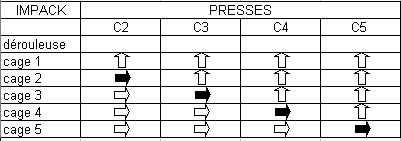 IMPACK PRESSES
C2 C3 C4 C5
dérouleuse
cage 1
cage 2
cage 3
cage 4
cage 5